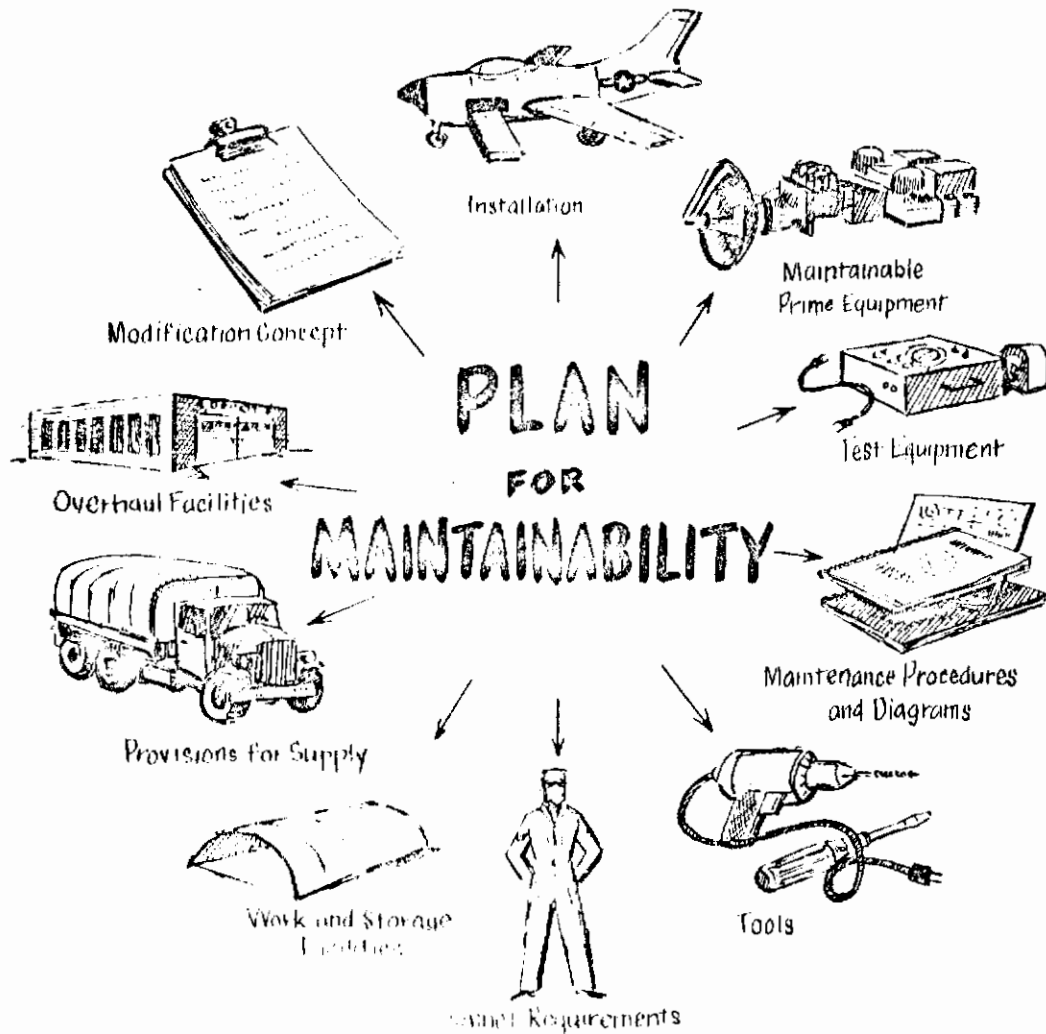 Installation
Maintainable
Prime Equipment
Modification Concept
PLAN
FOR
MAINTAINABILITY
Test Equipment
Overhaul Facilities
Maintenance Procedures
and Diagrams
Provisions for Supply
Work and Storage
Tools
Requirements